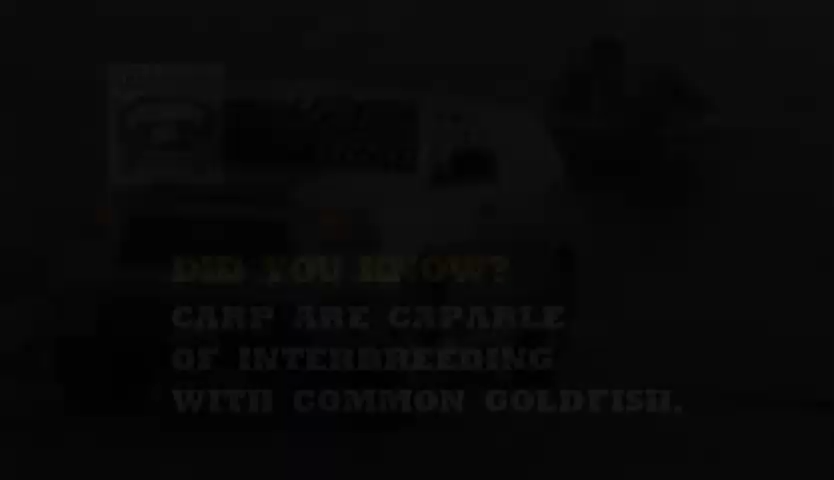 DID YOU KNOW?
CARP ARE CAPABLE
OF INTERBREEDING
WITH COMMON GOLDFISH.